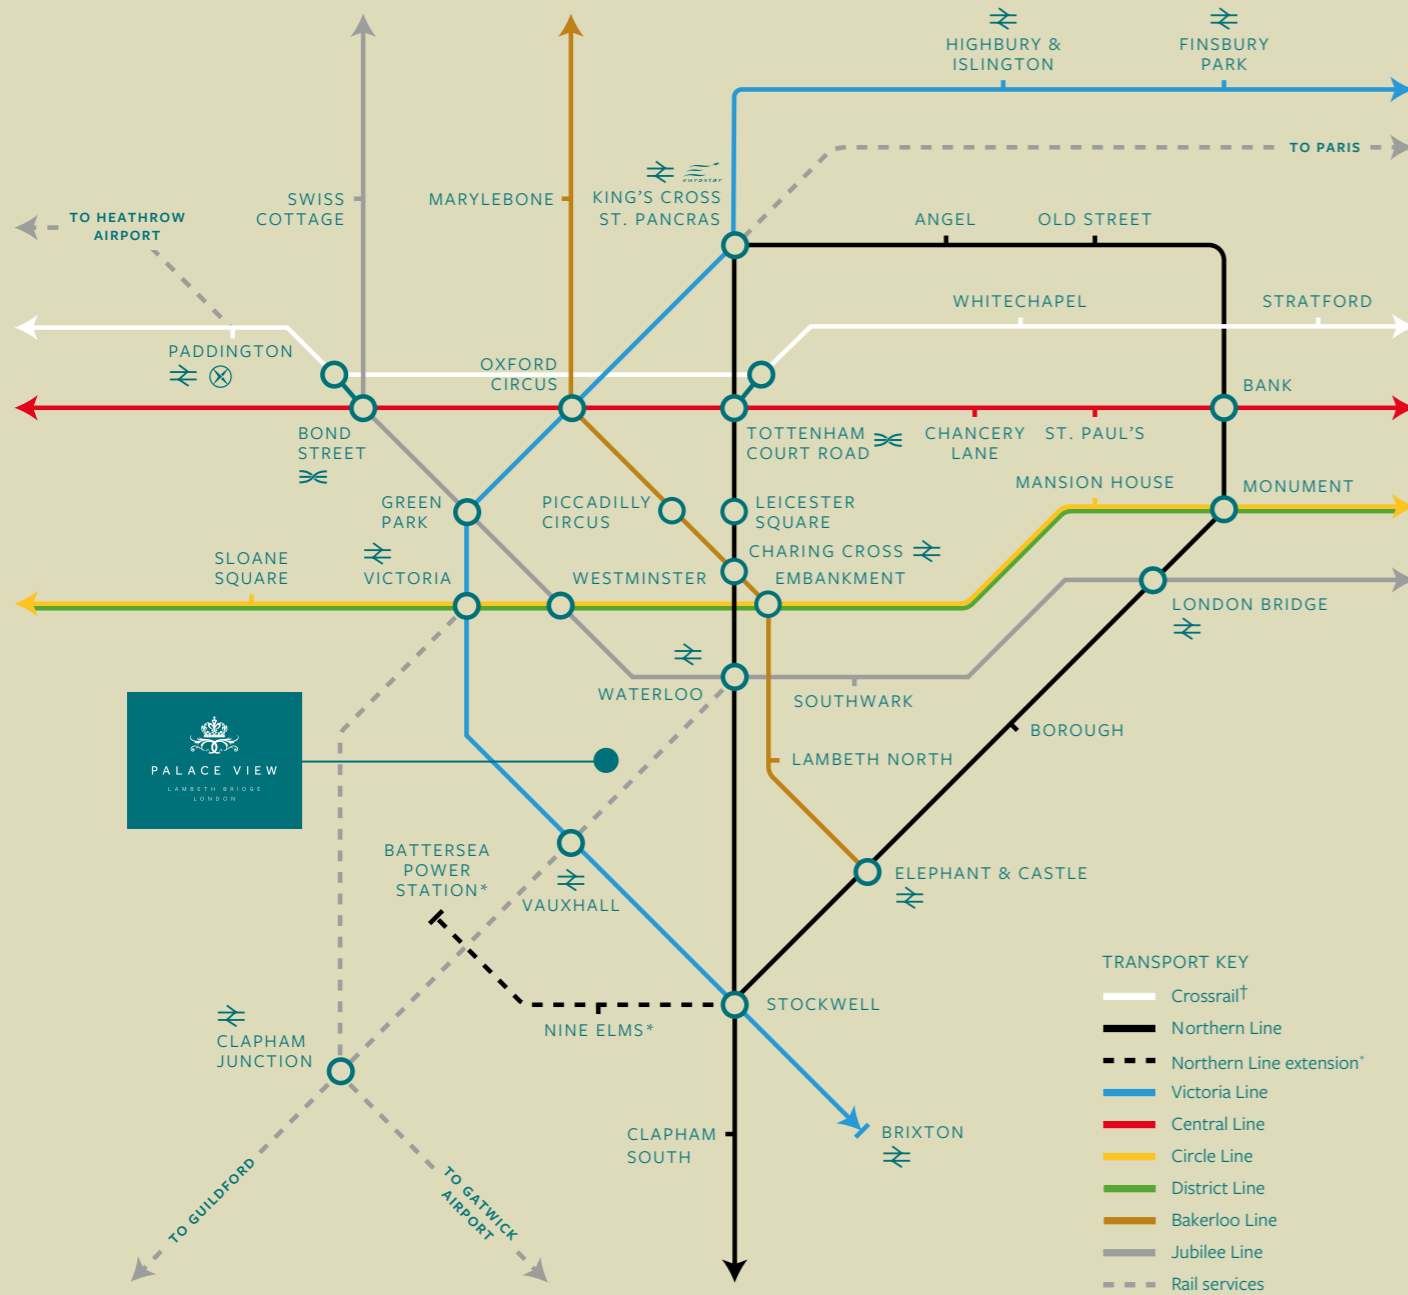 HIGHBURY &
ISLINGTON
FINSBURY
PARK
TO PARIS
eurostar
KING'S CROSS
ST. PANCRAS
SWISS
COTTAGE
MARYLEBONE
TO HEATHROW
AIRPORT
ANGEL
OLD STREET
WHITECHAPEL
STRATFORD
PADDINGTON
OXFORD
CIRCUS
BANK
BOND
STREET
TOTTENHAM
COURT ROAD
CHANCERY
LANE
ST. PAUL'S
MANSION HOUSE
MONUMENT
GREEN
PARK
PICCADILLY
CIRCUS
LEICESTER
SQUARE
CHARING CROSS
SLOANE
SQUARE
VICTORIA
WESTMINSTER
EMBANKMENT
LONDON BRIDGE
WATERLOO
SOUTHWARK
BOROUGH
PALACE VIEW
LAMBETH BRIDGE
LONDON
LAMBETH NORTH
BATTERSEA
POWER
STATION*
VAUXHALL
ELEPHANT & CASTLE
STOCKWELL
NINE ELMS*
CLAPHAM
JUNCTION
CLAPHAM
SOUTH
BRIXTON
TO GUILDFORD
TO GATWICK
AIRPORT
TRANSPORT KEY
Crossrail†
Northern Line
Northern Line extension*
Victoria Line
Central Line
Circle Line
District Line
Bakerloo Line
Jubilee Line
Rail services